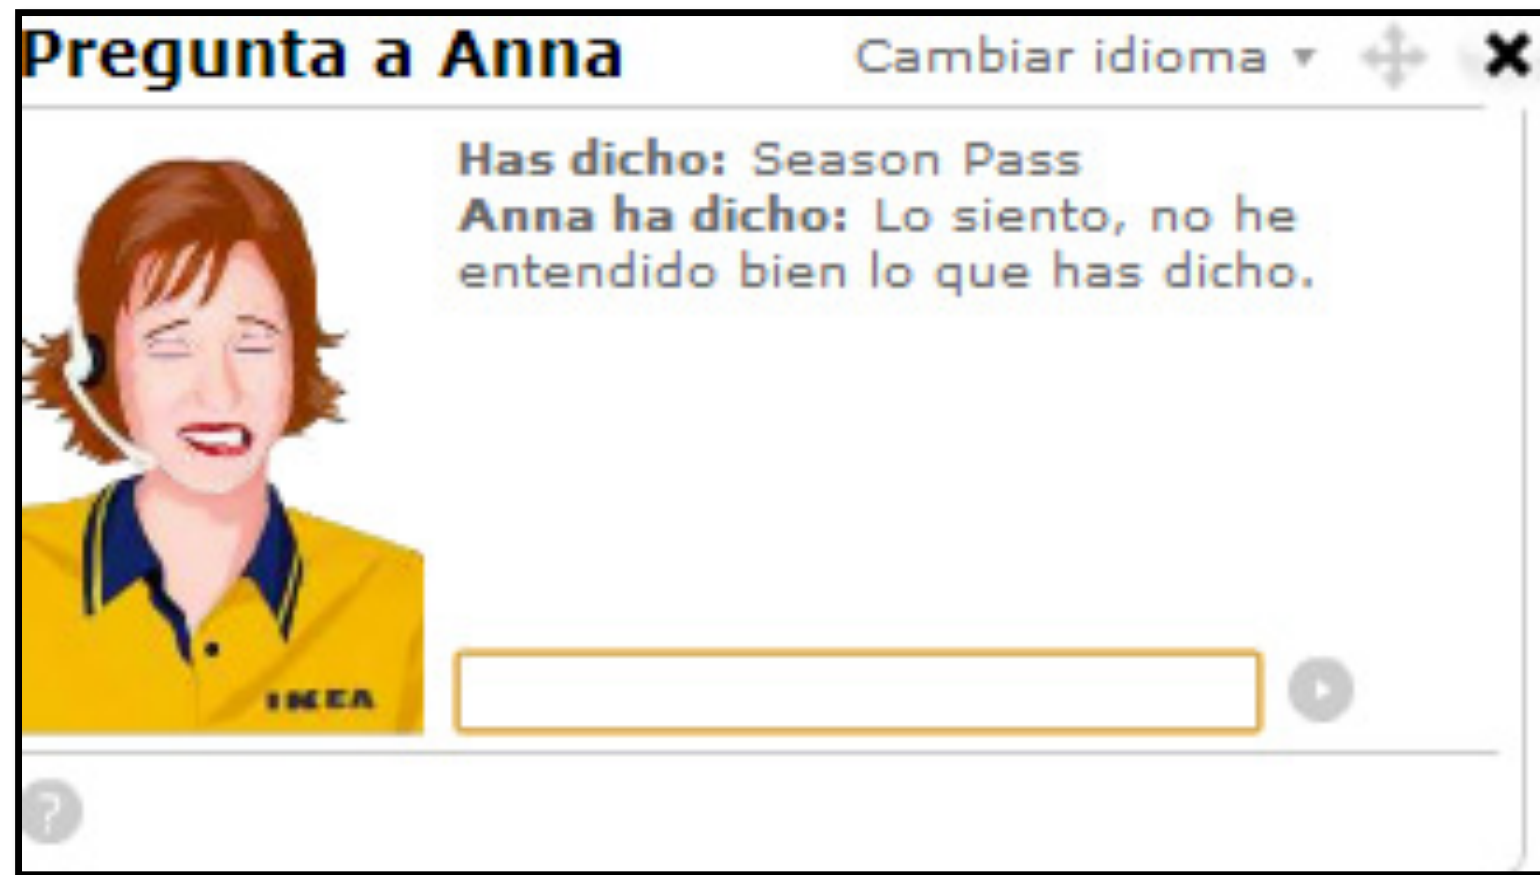 Pregunta a Anna
Cambiar idioma
Has dicho: Season Pass
Anna ha dicho: Lo siento, no he
entendido bien lo que has dicho.
IKEA
?